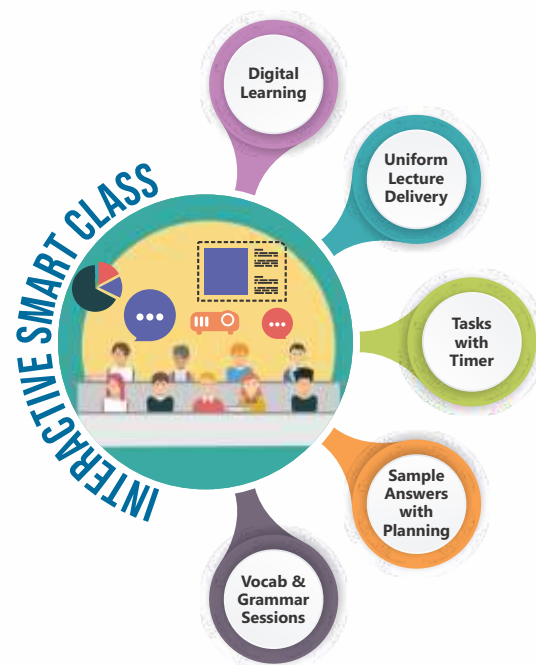 INTERACTIVE SMART CLASS
Digital
Learning
Uniform
Lecture
Delivery
Tasks
with
Timer
Sample
Answers
with
Planning
Vocab &
Grammar
Sessions